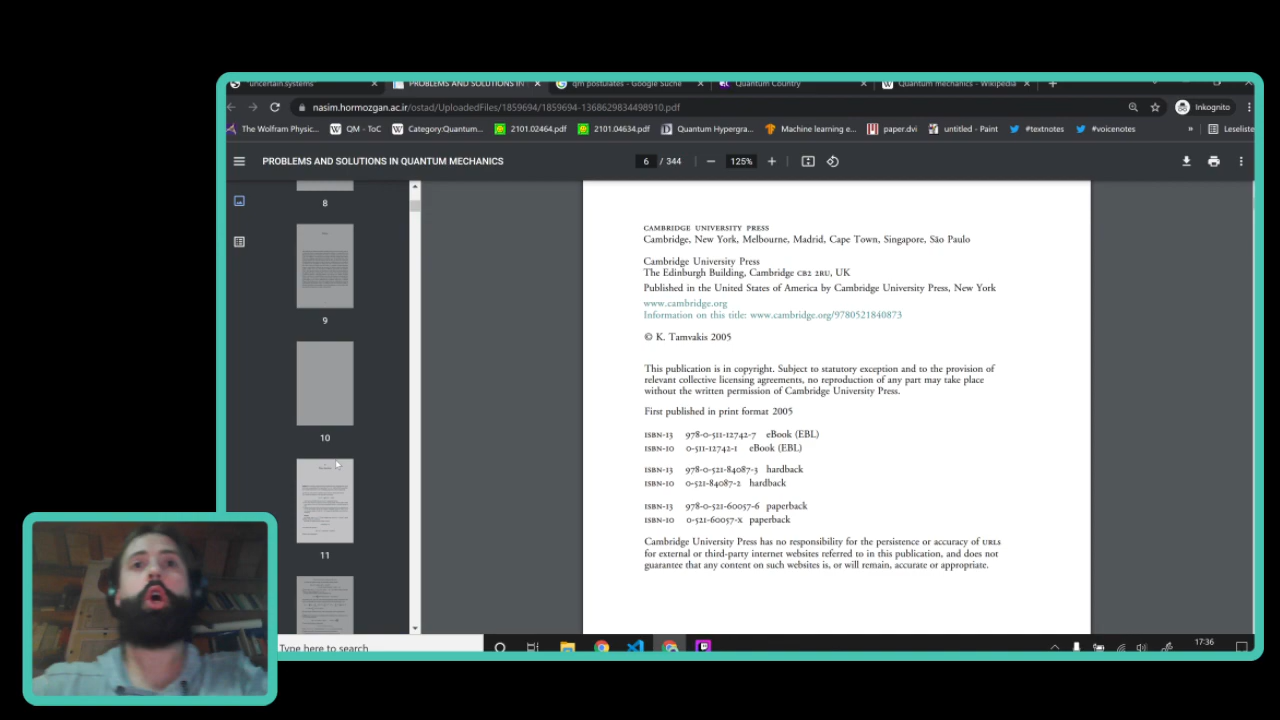 uncertain.systems
PROBLEMS AND SOLUTIONS IN
qm postulates - Google Suche
Quantum Country
Quantum mechanics - Wikipedia
nasim.hormozgan.ac.ir/ostad/UploadedFiles/1859694/1859694-1368629834498910.pdf
Inkognito
The Wolfram Physic...
QM - ToC
Category:Quantum...
2101.02464.pdf
2101.04634.pdf
Quantum Hypergra...
Machine learning e...
paper.dvi
untitled - Paint
#textnotes
#voicenotes
»
Leseliste
PROBLEMS AND SOLUTIONS IN QUANTUM MECHANICS
6 / 344
125%
8
9
10
11
CAMBRIDGE UNIVERSITY PRESS
Cambridge, New York, Melbourne, Madrid, Cape Town, Singapore, São Paulo
Cambridge University Press
The Edinburgh Building, Cambridge CB2 2RU, UK
Published in the United States of America by Cambridge University Press, New York
www.cambridge.org
Information on this title: www.cambridge.org/9780521840873
© K. Tamvakis 2005
This publication is in copyright. Subject to statutory exception and to the provision of
relevant collective licensing agreements, no reproduction of any part may take place
without the written permission of Cambridge University Press.
First published in print format 2005
ISBN-13 978-0-511-12742-7 eBook (EBL)
ISBN-10 0-511-12742-1 eBook (EBL)
ISBN-13 978-0-521-84087-3 hardback
ISBN-10 0-521-84087-2 hardback
ISBN-13 978-0-521-60057-6 paperback
ISBN-10 0-521-60057-X paperback
Cambridge University Press has no responsibility for the persistence or accuracy of URLs
for external or third-party internet websites referred to in this publication, and does not
guarantee that any content on such websites is, or will remain, accurate or appropriate.
Type here to search
17:36